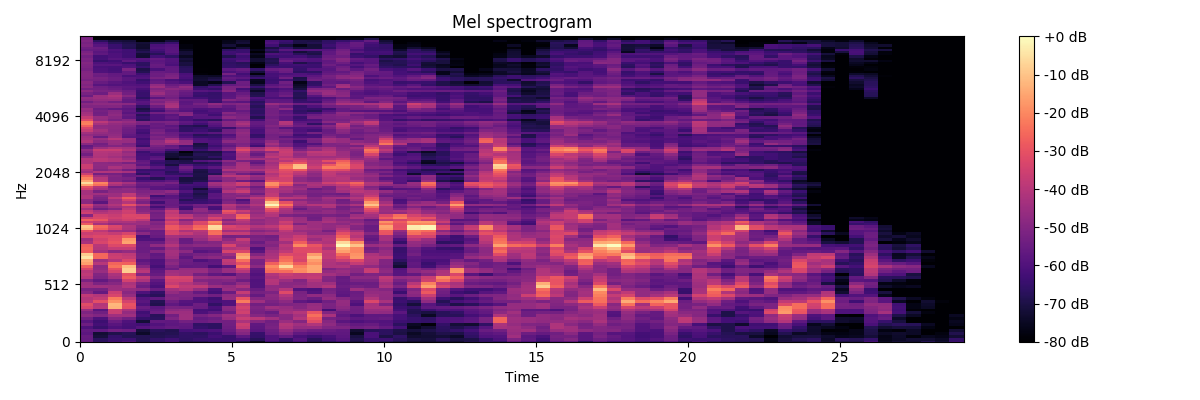 Mel spectrogram
+0 dB
8192
-10 dB
4096
-20 dB
-30 dB
2048
Hz
-40 dB
1024
-50 dB
-60 dB
512
-70 dB
0
-80 dB
0 5 10 15 20 25
Time